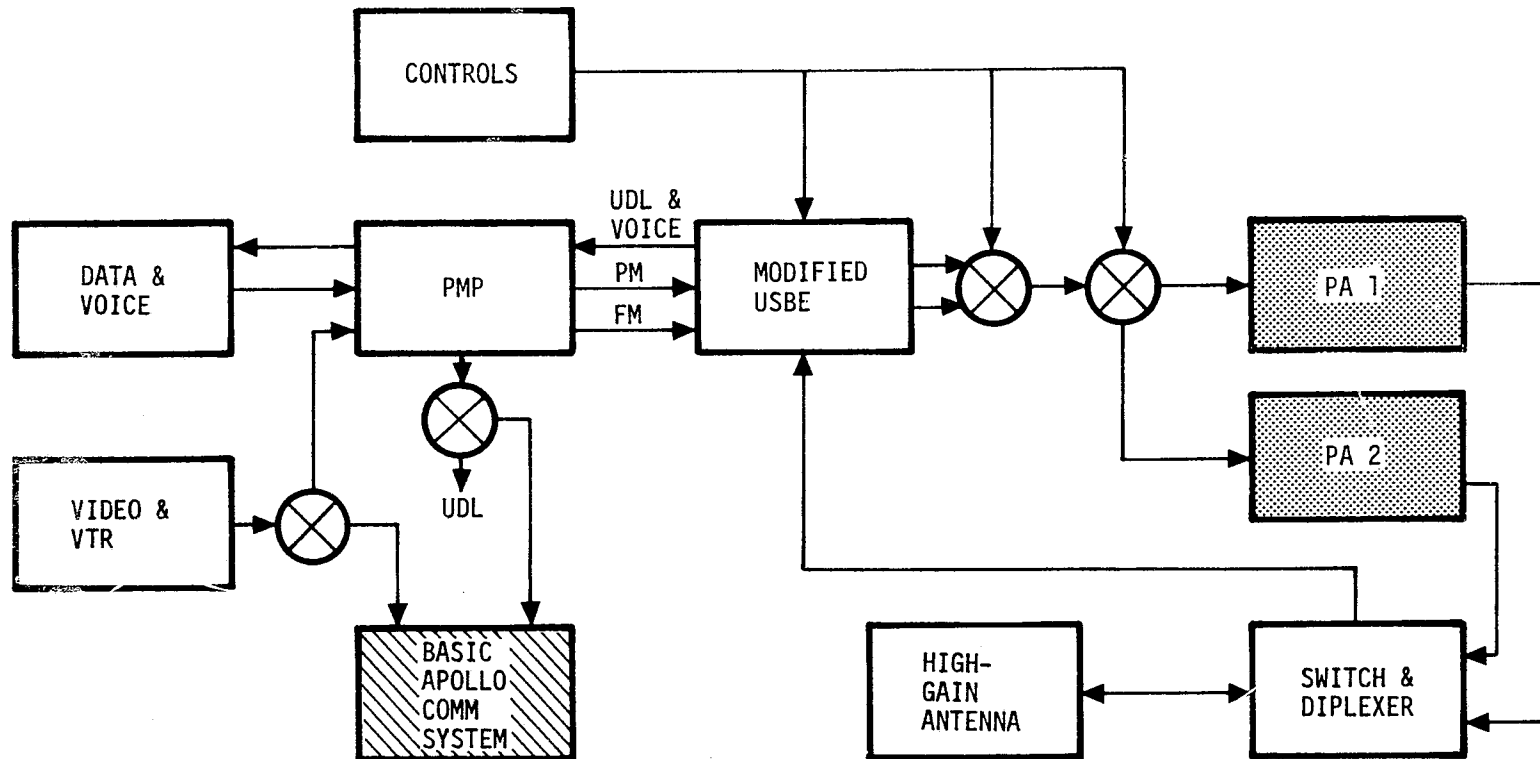 CONTROLS
UDL &
VOICE
DATA &
VOICE
PMP
PM
FM
MODIFIED
USBE
PA 1
PA 2
VIDEO &
VTR
UDL
BASIC
APOLLO
COMM
SYSTEM
HIGH-
GAIN
ANTENNA
SWITCH &
DIPLEXER